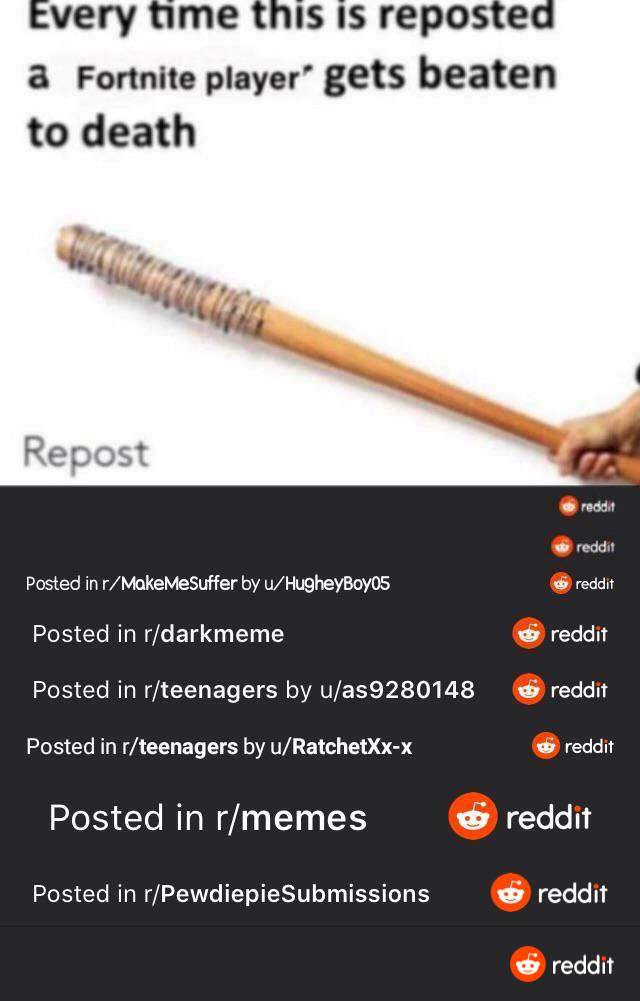 Every time this is reposted
a Fortnite player' gets beaten
to death
Repost
reddit
reddit
Posted in r/MakeMeSuffer by u/HugheyBoy05 reddit
Posted in r/darkmeme reddit
Posted in r/teenagers by u/as9280148 reddit
Posted in r/teenagers by u/RatchetXx-x reddit
Posted in r/memes reddit
Posted in r/PewdiepieSubmissions reddit
reddit